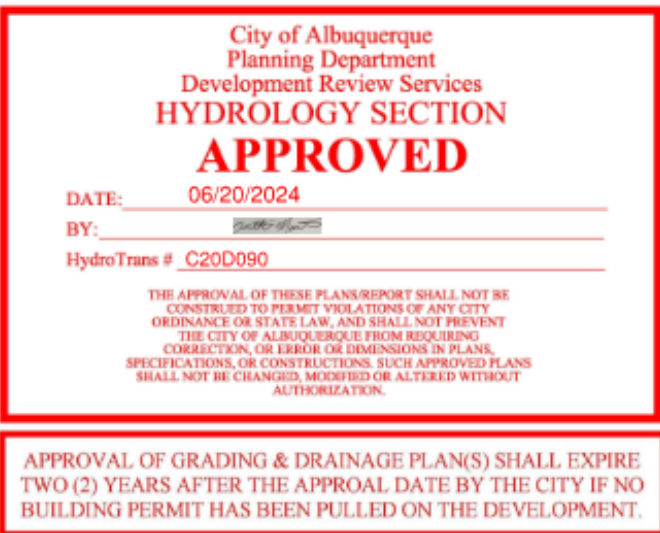 City of Albuquerque
Planning Department
Development Review Services
HYDROLOGY SECTION
APPROVED
DATE: 06/20/2024
BY:
HydroTrans # C20D090
THE APPROVAL OF THESE PLANS/REPORT SHALL NOT BE
CONSTRUED TO PERMIT VIOLATIONS OF ANY CITY
ORDINANCE OR STATE LAW, AND SHALL NOT PREVENT
THE CITY OF ALBUQUERQUE FROM REQUIRING
CORRECTION, OR ERROR OR DIMENSIONS IN PLANS,
SPECIFICATIONS, OR CONSTRUCTIONS. SUCH APPROVED PLANS
SHALL NOT BE CHANGED, MODIFIED OR ALTERED WITHOUT
AUTHORIZATION.
APPROVAL OF GRADING & DRAINAGE PLAN(S) SHALL EXPIRE
TWO (2) YEARS AFTER THE APPROAL DATE BY THE CITY IF NO
BUILDING PERMIT HAS BEEN PULLED ON THE DEVELOPMENT.